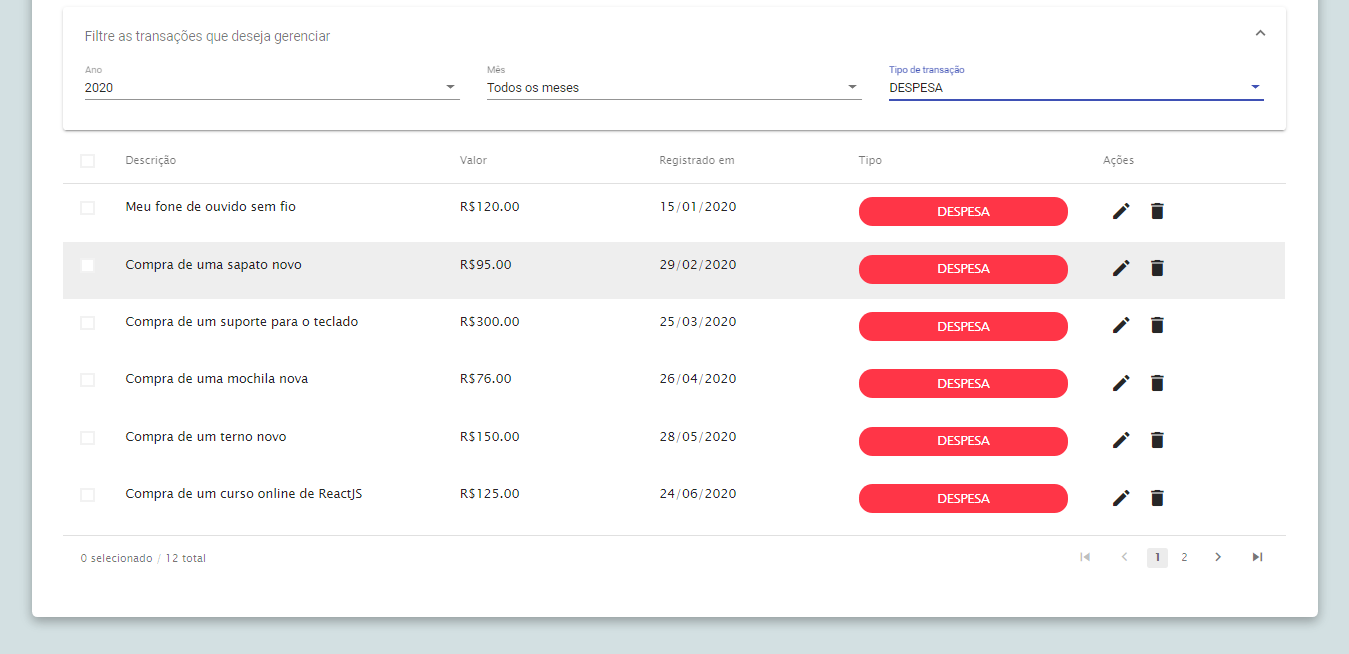 Filtre as transações que deseja gerenciar
Ano Mês Tipo de transação
2020 Todos os meses DESPESA
Descrição Valor Registrado em Tipo Ações
Meu fone de ouvido sem fio R$120.00 15/01/2020 DESPESA
Compra de uma sapato novo R$95.00 29/02/2020 DESPESA
Compra de um suporte para o teclado R$300.00 25/03/2020 DESPESA
Compra de uma mochila nova R$76.00 26/04/2020 DESPESA
Compra de um terno novo R$150.00 28/05/2020 DESPESA
Compra de um curso online de ReactJS R$125.00 24/06/2020 DESPESA
0 selecionado / 12 total 1 2